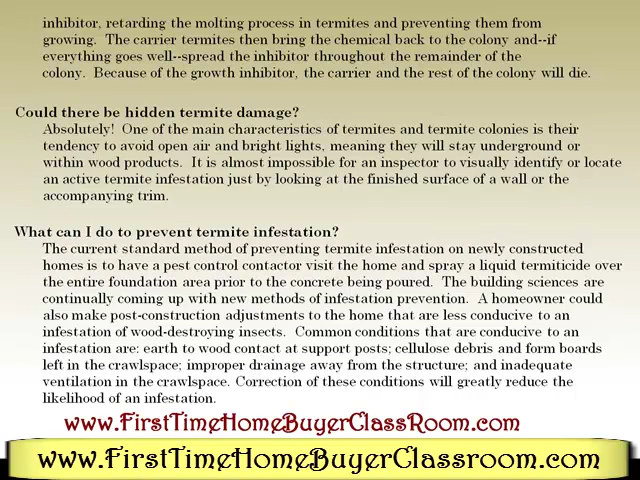 inhibitor, retarding the molting process in termites and preventing them from
growing. The carrier termites then bring the chemical back to the colony and--if
everything goes well--spread the inhibitor throughout the remainder of the
colony. Because of the growth inhibitor, the carrier and the rest of the colony will die.
Could there be hidden termite damage?
Absolutely! One of the main characteristics of termites and termite colonies is their
tendency to avoid open air and bright lights, meaning they will stay underground or
within wood products. It is almost impossible for an inspector to visually identify or locate
an active termite infestation just by looking at the finished surface of a wall or the
accompanying trim.
What can I do to prevent termite infestation?
The current standard method of preventing termite infestation on newly constructed
homes is to have a pest control contactor visit the home and spray a liquid termiticide over
the entire foundation area prior to the concrete being poured. The building sciences are
continually coming up with new methods of infestation prevention. A homeowner could
also make post-construction adjustments to the home that are less conducive to an
infestation of wood-destroying insects. Common conditions that are conducive to an
infestation are: earth to wood contact at support posts; cellulose debris and form boards
left in the crawlspace; improper drainage away from the structure; and inadequate
ventilation in the crawlspace. Correction of these conditions will greatly reduce the
likelihood of an infestation.
www.FirstTimeHomeBuyerClassRoom.com
www.FirstTimeHomeBuyerClassroom.com